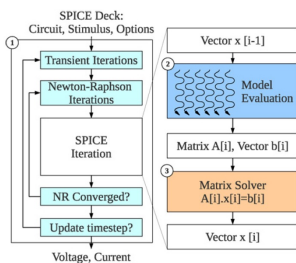 SPICE Deck:
Circuit, Stimulus, Options
1
Transient Iterations
Newton-Raphson
Iterations
SPICE
Iteration
NR Converged?
Update timestep?
Voltage, Current
Vector x [i-1]
2
Model
Evaluation
Matrix A[i], Vector b[i]
3
Matrix Solver
A[i].x[i]=b[i]
Vector x [i]